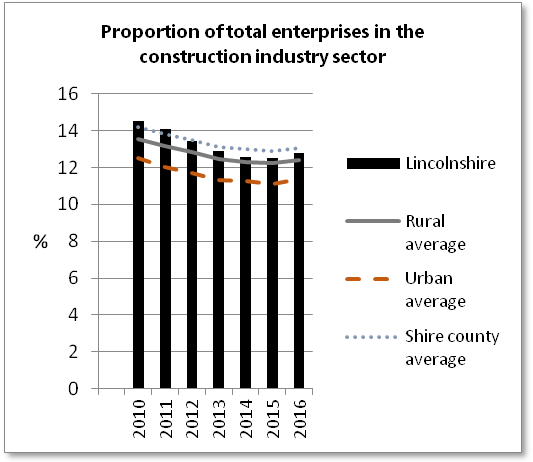 Proportion of total enterprises in the
construction industry sector
16
14
12
10
8
6
4
2
0
%
2010
2011
2012
2013
2014
2015
2016
Lincolnshire
Rural
average
Urban
average
Shire county
average